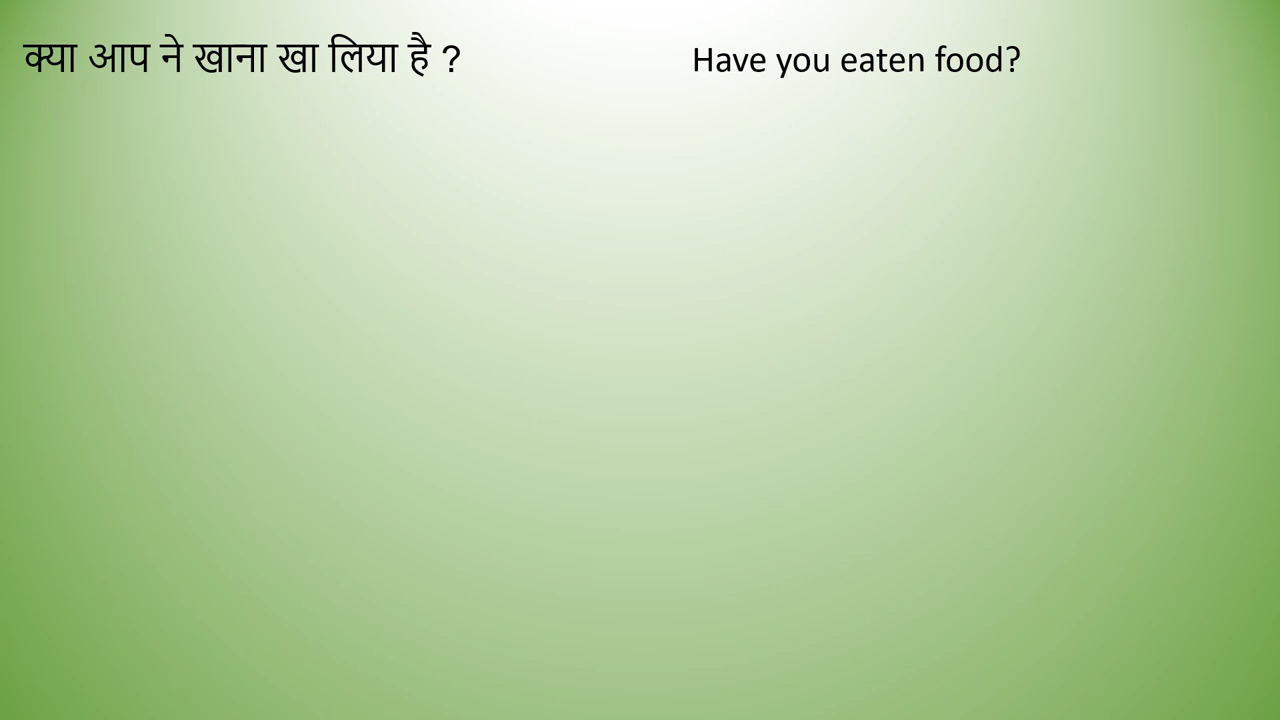 क्या आप ने खाना खा लिया है ? Have you eaten food?